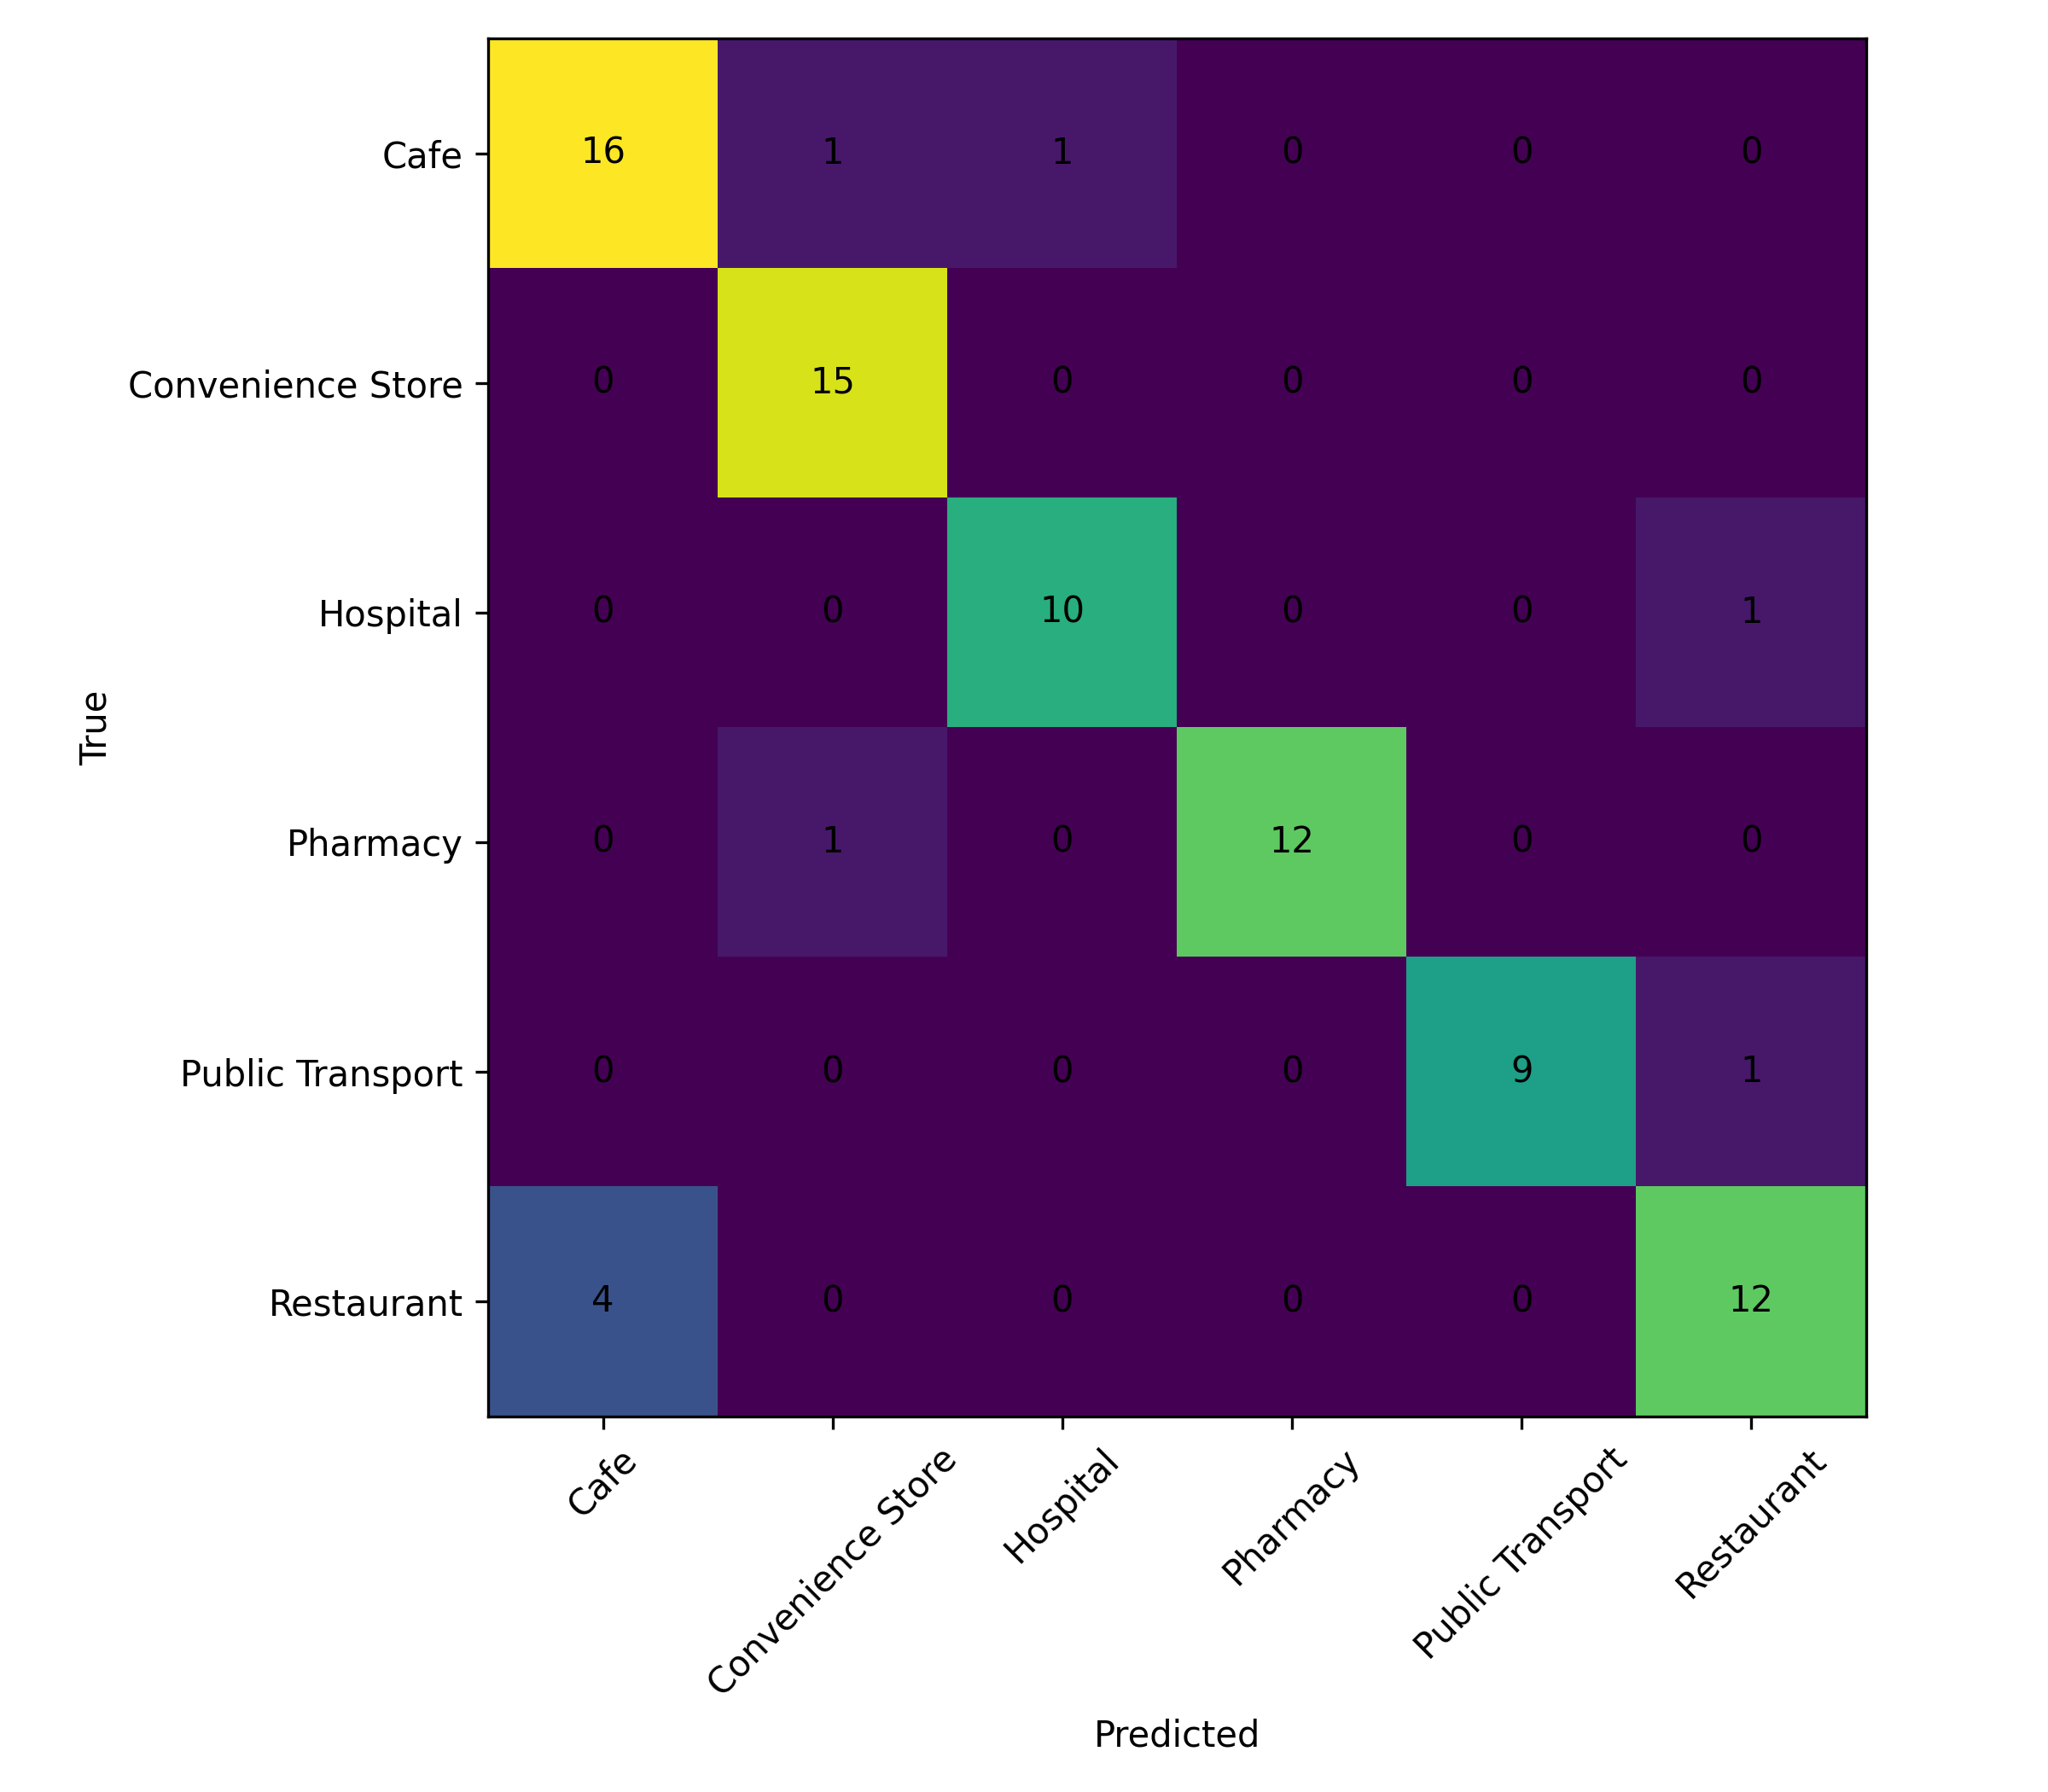 Cafe 16 1 1 0 0 0
Convenience Store 0 15 0 0 0 0
Hospital 0 0 10 0 0 1
True
Pharmacy 0 1 0 12 0 0
Public Transport 0 0 0 0 9 1
Restaurant 4 0 0 0 0 12
Cafe
Convenience Store
Hospital
Pharmacy
Public Transport
Restaurant
Predicted